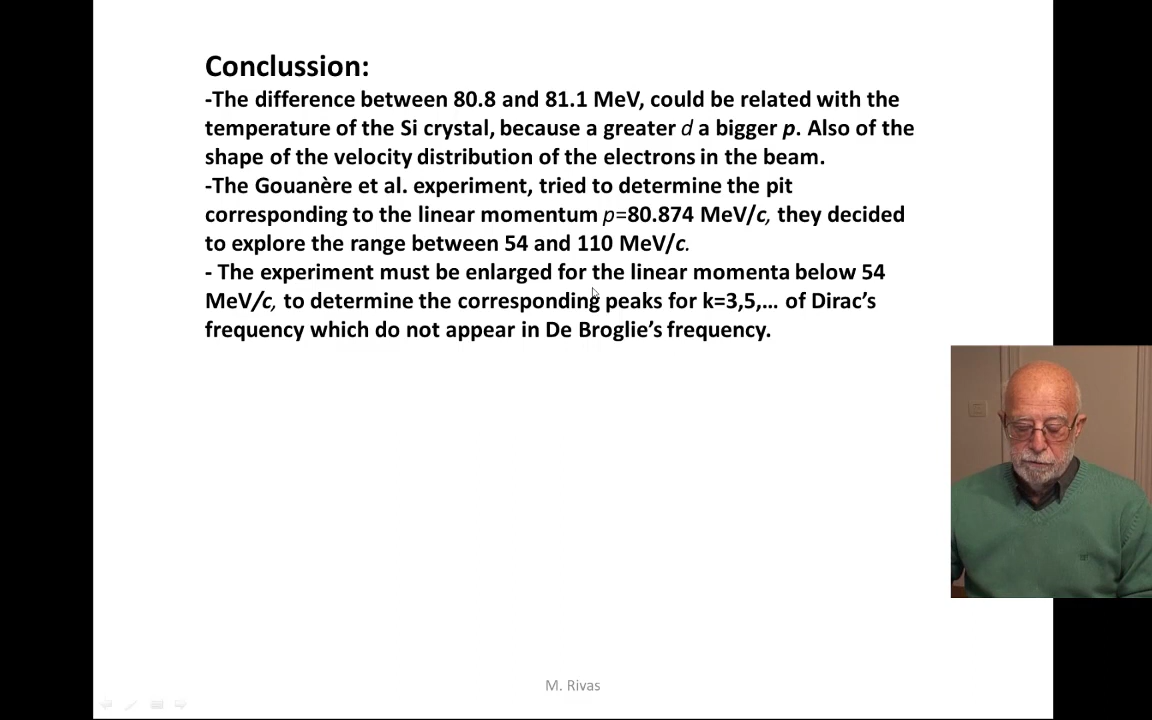 Conclussion:
-The difference between 80.8 and 81.1 MeV, could be related with the
temperature of the Si crystal, because a greater d a bigger p. Also of the
shape of the velocity distribution of the electrons in the beam.
-The Gouanère et al. experiment, tried to determine the pit
corresponding to the linear momentum p=80.874 MeV/c, they decided
to explore the range between 54 and 110 MeV/c.
- The experiment must be enlarged for the linear momenta below 54
MeV/c, to determine the corresponding peaks for k=3,5,... of Dirac’s
frequency which do not appear in De Broglie’s frequency.
M. Rivas